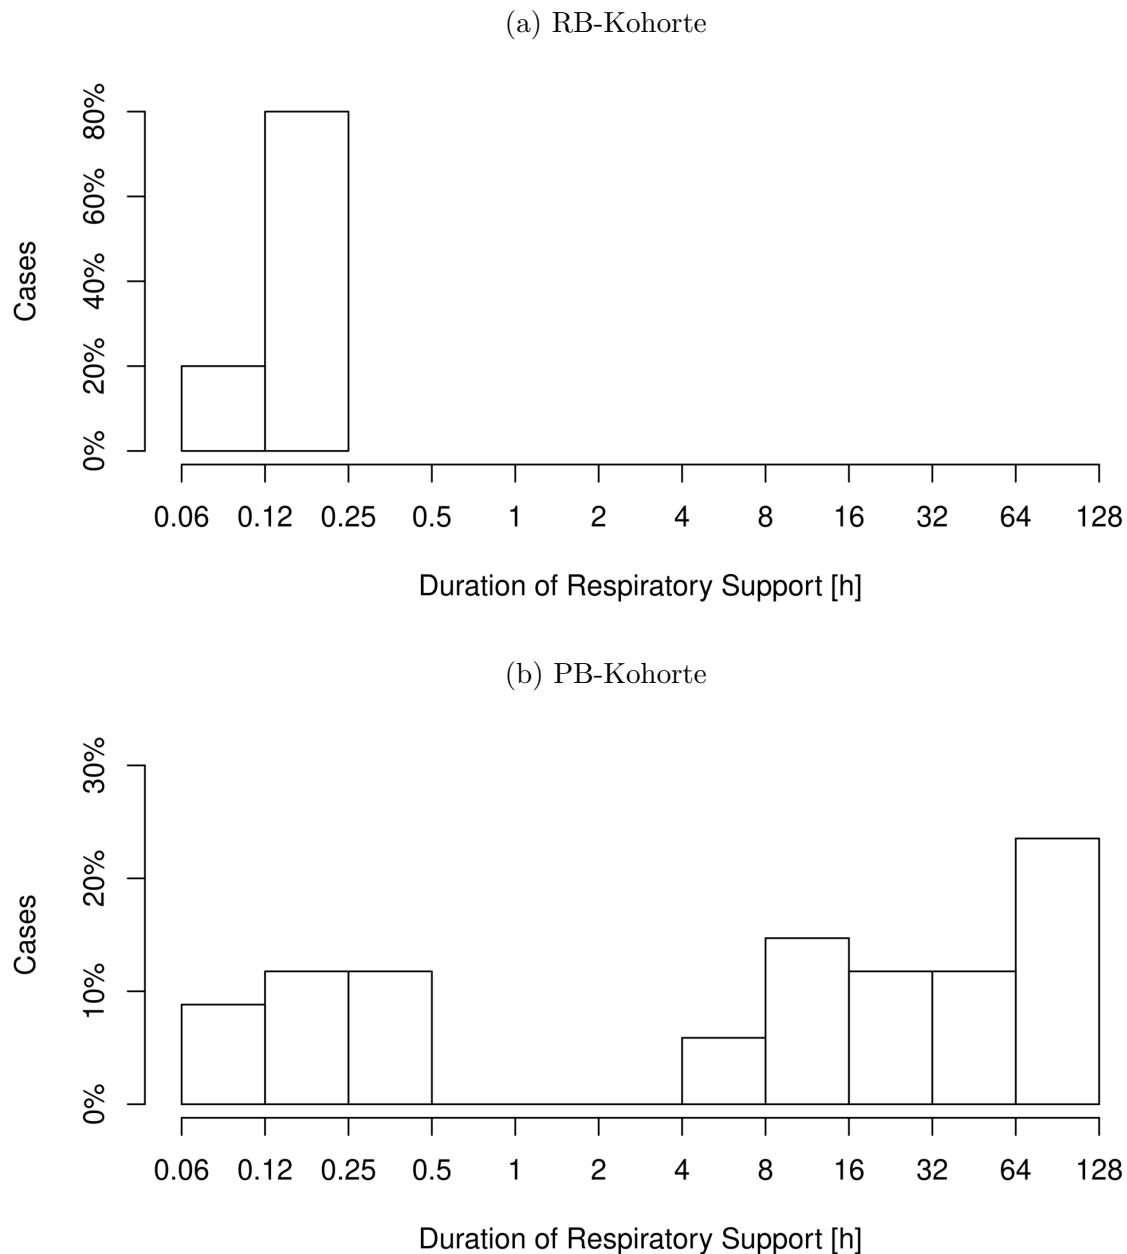 (a) RB-Kohorte
80%
60%
40%
20%
0%
Cases
0.06 0.12 0.25 0.5 1 2 4 8 16 32 64 128
Duration of Respiratory Support [h]
(b) PB-Kohorte
30%
20%
10%
0%
Cases
0.06 0.12 0.25 0.5 1 2 4 8 16 32 64 128
Duration of Respiratory Support [h]